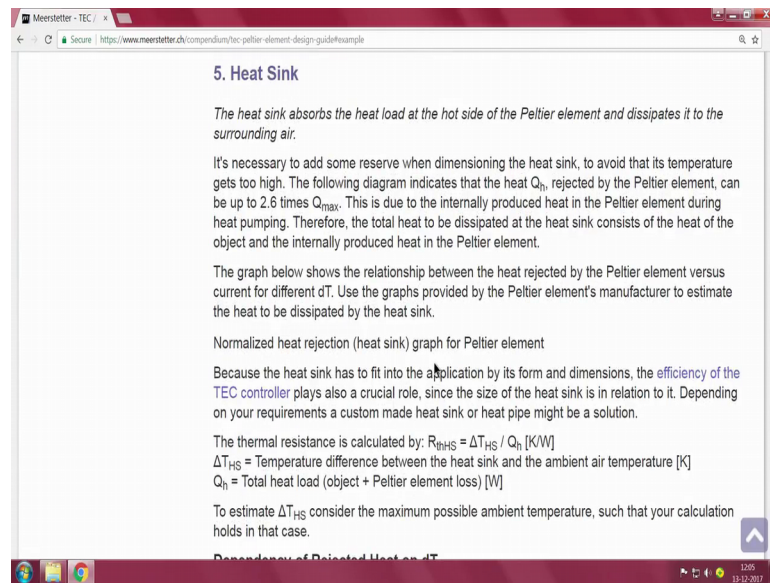 Meerstetter - TEC /
Secure | https://www.meerstetter.ch/compendium/tec-peltier-element-design-guide#example
5. Heat Sink
The heat sink absorbs the heat load at the hot side of the Peltier element and dissipates it to the
surrounding air.
It's necessary to add some reserve when dimensioning the heat sink, to avoid that its temperature
gets too high. The following diagram indicates that the heat Qh, rejected by the Peltier element, can
be up to 2.6 times Qmax. This is due to the internally produced heat in the Peltier element during
heat pumping. Therefore, the total heat to be dissipated at the heat sink consists of the heat of the
object and the internally produced heat in the Peltier element.
The graph below shows the relationship between the heat rejected by the Peltier element versus
current for different dT. Use the graphs provided by the Peltier element's manufacturer to estimate
the heat to be dissipated by the heat sink.
Normalized heat rejection (heat sink) graph for Peltier element
Because the heat sink has to fit into the application by its form and dimensions, the efficiency of the
TEC controller plays also a crucial role, since the size of the heat sink is in relation to it. Depending
on your requirements a custom made heat sink or heat pipe might be a solution.
The thermal resistance is calculated by: RthHS = ΔTHS / Qh [K/W]
ΔTHS = Temperature difference between the heat sink and the ambient air temperature [K]
Qh = Total heat load (object + Peltier element loss) [W]
To estimate ΔTHS consider the maximum possible ambient temperature, such that your calculation
holds in that case.
Dependency of Rejected Heat on dT
12:05
13-12-2017